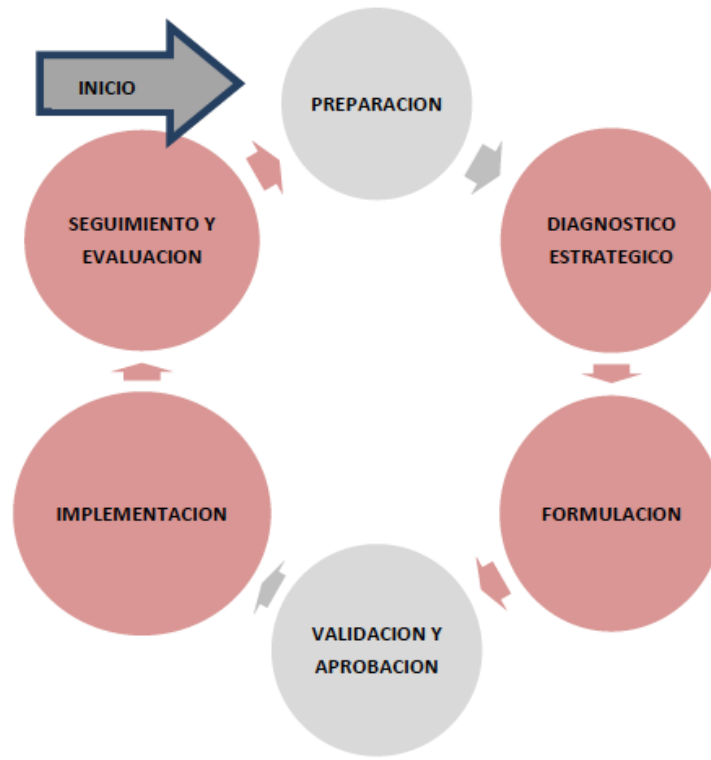 INICIO
PREPARACION
DIAGNOSTICO
ESTRATEGICO
FORMULACION
VALIDACION Y
APROBACION
IMPLEMENTACION
SEGUIMIENTO Y
EVALUACION